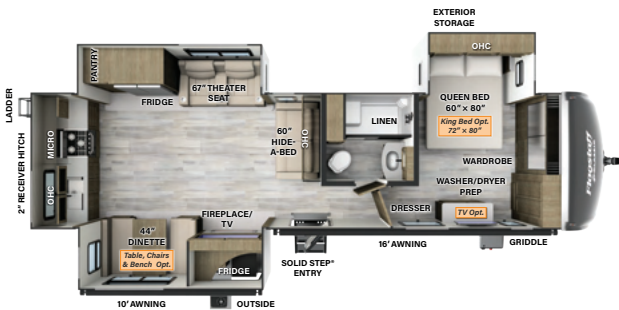 EXTERIOR
STORAGE
OHC
PANTRY
67" THEATER
SEAT
FRIDGE
LADDER
2" RECEIVER HITCH
MICRO
OHC
60"
HIDE-
A-BED
OHC
LINEN
QUEEN BED
60" × 80"
King Bed Opt.
72" × 80"
WARDROBE
WASHER/DRYER
PREP
DRESSER
TV Opt.
Flagstaff
FIREPLACE/
TV
44"
DINETTE
Table, Chairs
& Bench Opt.
FRIDGE
SOLID STEP®
ENTRY
16' AWNING
GRIDDLE
10' AWNING
OUTSIDE